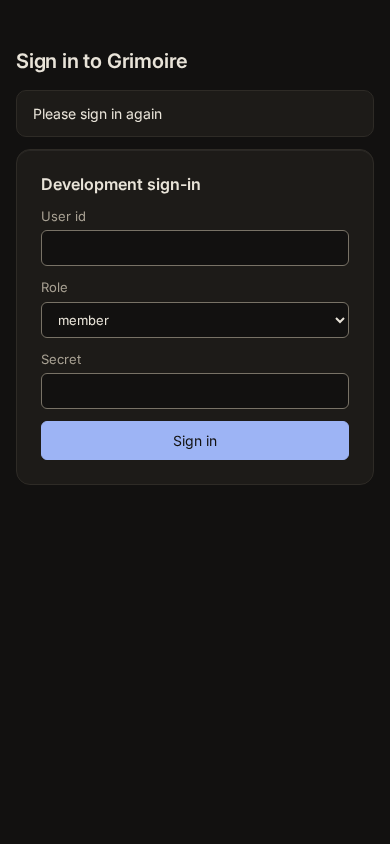 Sign in to Grimoire
Please sign in again
Development sign-in
User id
Role
member
Secret
Sign in